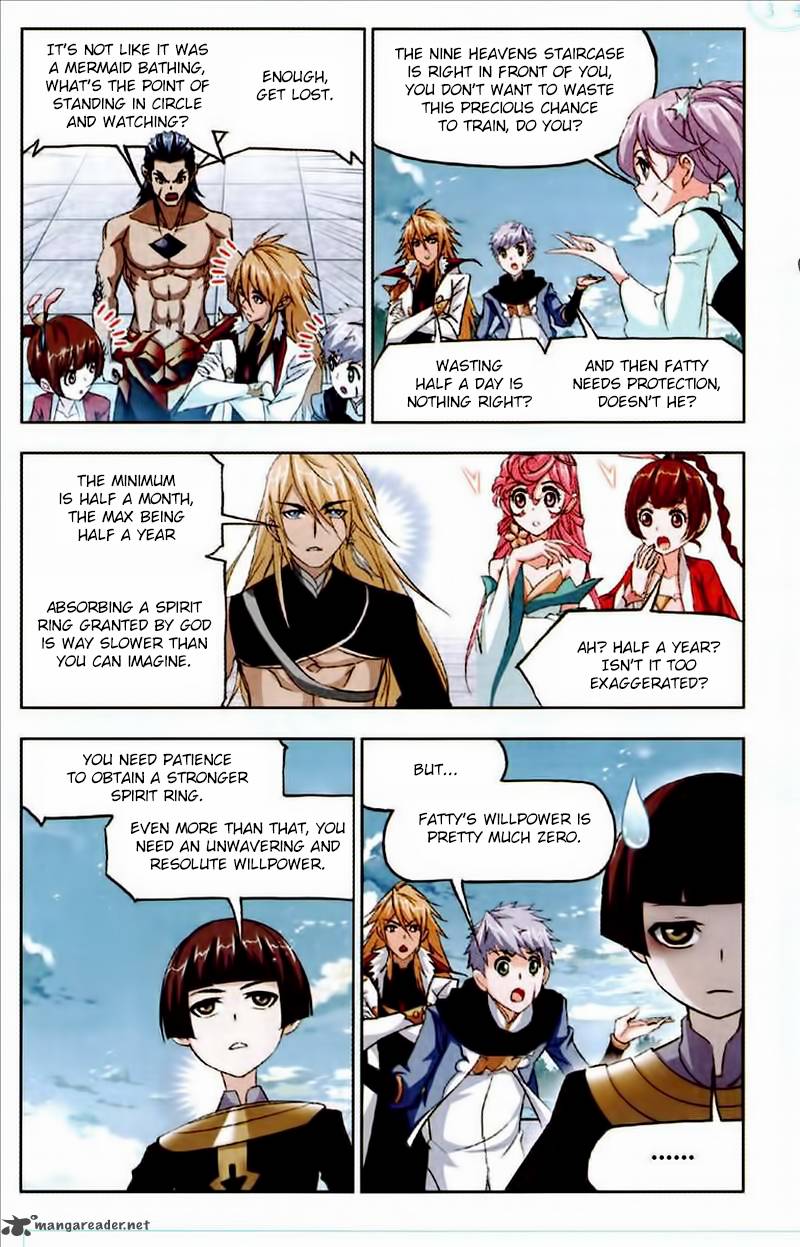 IT'S NOT LIKE IT WAS
A MERMAID BATHING,
WHAT'S THE POINT OF
STANDING IN CIRCLE
AND WATCHING?
ENOUGH,
GET LOST.
THE NINE HEAVENS STAIRCASE
IS RIGHT IN FRONT OF YOU,
YOU DON'T WANT TO WASTE
THIS PRECIOUS CHANCE
TO TRAIN, DO YOU?
WASTING
HALF A DAY IS
NOTHING RIGHT?
AND THEN FATTY
NEEDS PROTECTION,
DOESN'T HE?
THE MINIMUM
IS HALF A MONTH,
THE MAX BEING
HALF A YEAR
ABSORBING A SPIRIT
RING GRANTED BY GOD
IS WAY SLOWER THAN
YOU CAN IMAGINE.
AH? HALF A YEAR?
ISN'T IT TOO
EXAGGERATED?
YOU NEED PATIENCE
TO OBTAIN A STRONGER
SPIRIT RING.
EVEN MORE THAN THAT, YOU
NEED AN UNWAVERING AND
RESOLUTE WILLPOWER.
BUT...
FATTY'S WILLPOWER IS
PRETTY MUCH ZERO.
......
mangareader.net